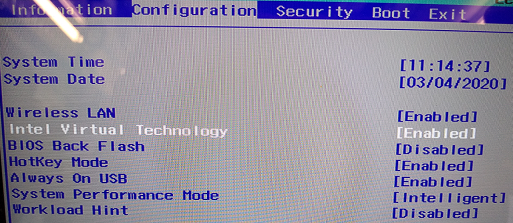 Information Configuration Security Boot Exit
System Time [11:14:37]
System Date [03/04/2020]
Wireless LAN [Enabled]
Intel Virtual Technology [Enabled]
BIOS Back Flash [Disabled]
HotKey Mode [Enabled]
Always On USB [Enabled]
System Performance Mode [Intelligent]
Workload Hint [Disabled]